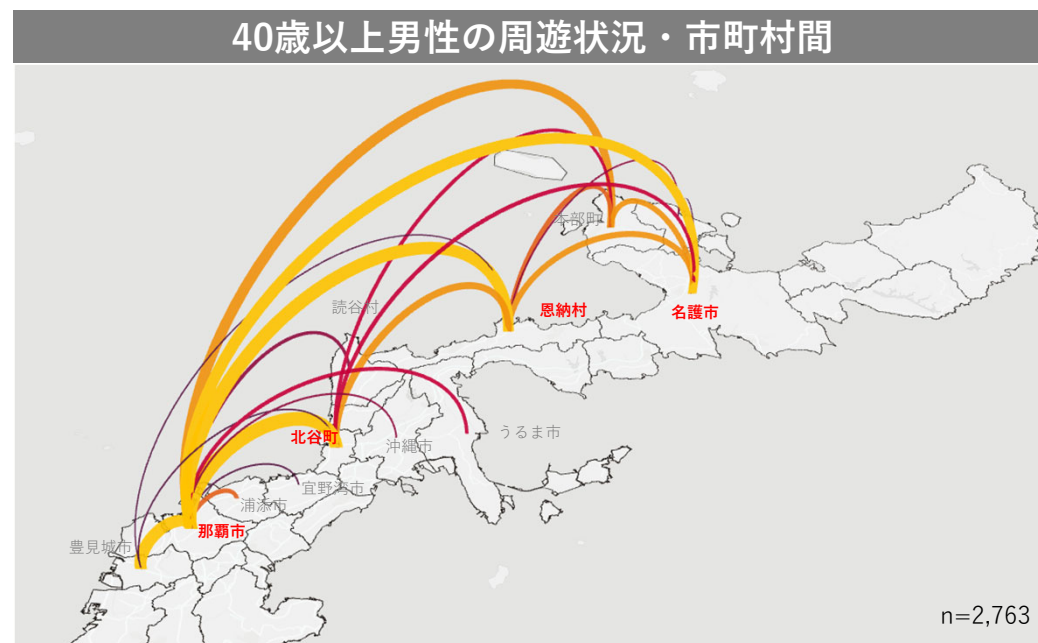 40歳以上男性の周遊状況・市町村間
本部町
読谷村
恩納村
名護市
北谷町
沖縄市
うるま市
宜野湾市
浦添市
那覇市
豊見城市
n=2,763